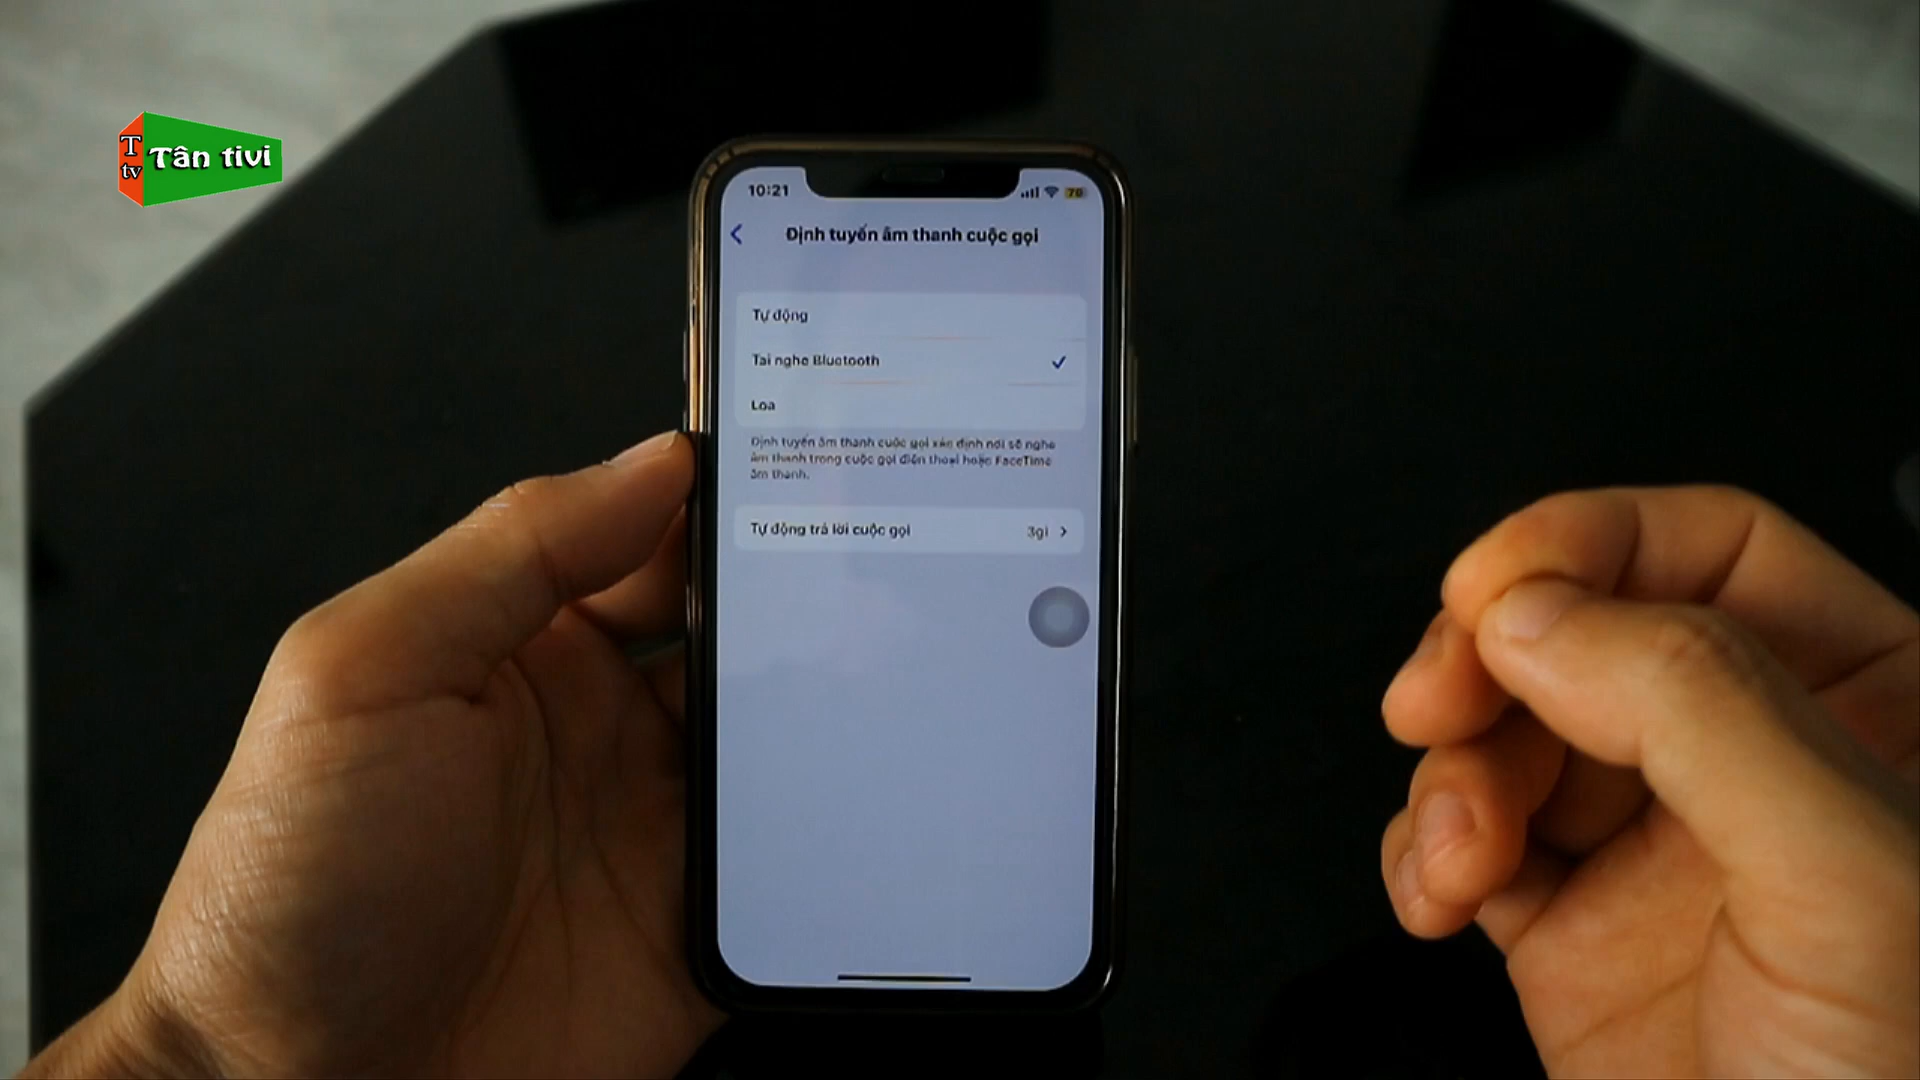 T
tv
Tân tivi
10:21
70
Định tuyến âm thanh cuộc gọi
Tự động
Tai nghe Bluetooth
Loa
Định tuyến âm thanh cuộc gọi xác định nơi sẽ nghe
âm thanh trong cuộc gọi điện thoại hoặc FaceTime
âm thanh.
Tự động trả lời cuộc gọi
3gi